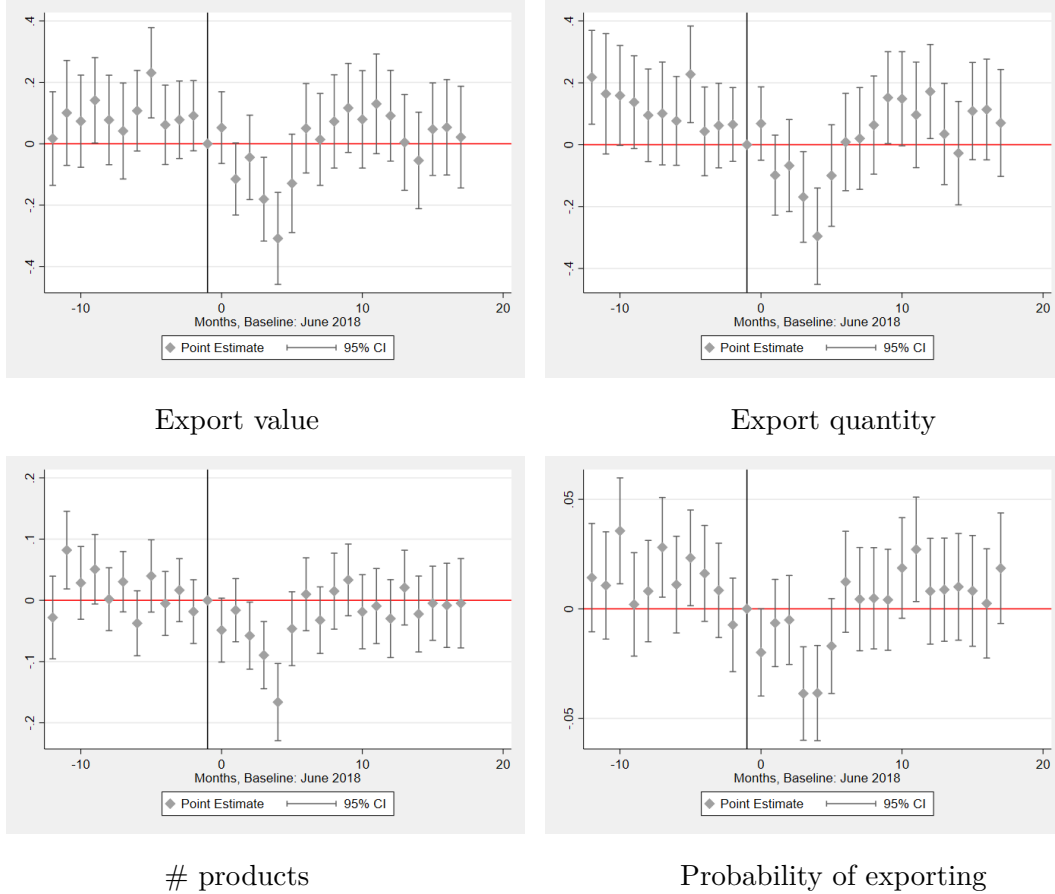 .4
.2
0
-.2
-.4
-10 0 10 20
Months, Baseline: June 2018
Point Estimate 95% CI
Export value
.4
.2
0
-.2
-.4
-10 0 10 20
Months, Baseline: June 2018
Point Estimate 95% CI
Export quantity
.2
.1
0
-.1
-.2
-10 0 10 20
Months, Baseline: June 2018
Point Estimate 95% CI
# products
.05
0
-.05
-10 0 10 20
Months, Baseline: June 2018
Point Estimate 95% CI
Probability of exporting